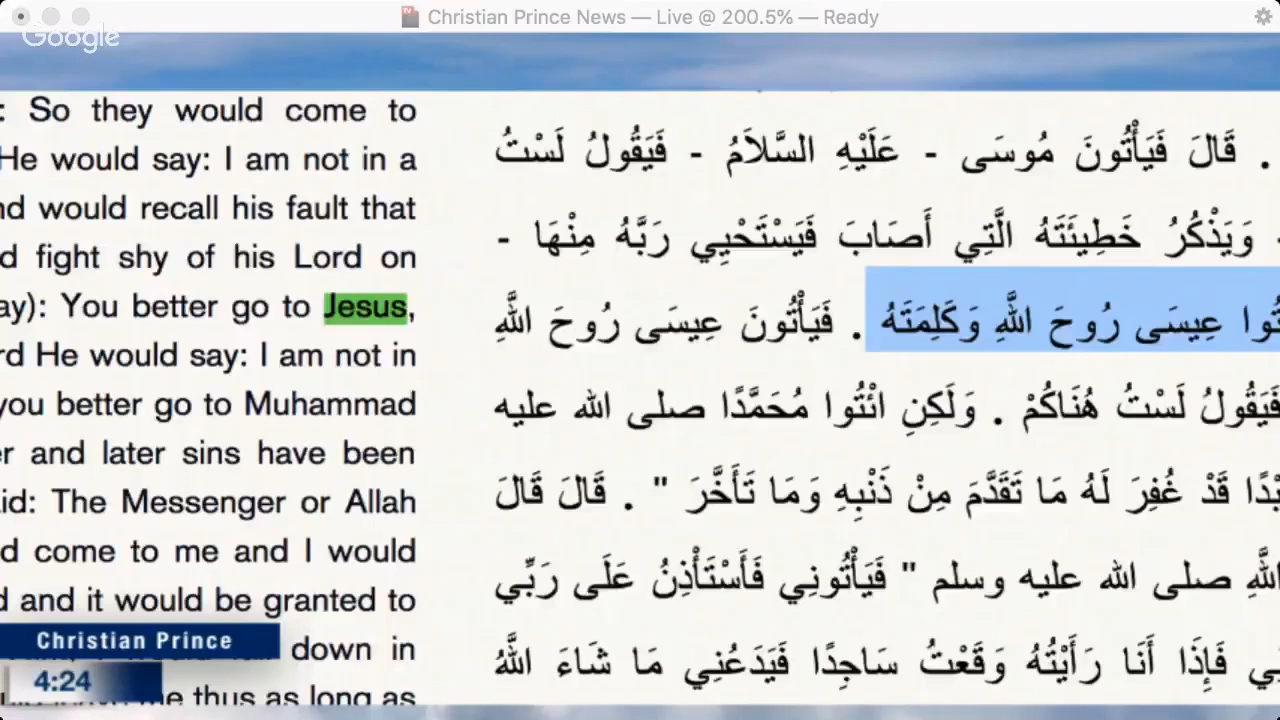 Christian Prince News — Live @ 200.5% — Ready
Google
: So they would come to
He would say: I am not in a
nd would recall his fault that
d fight shy of his Lord on
ay): You better go to Jesus,
rd He would say: I am not in
you better go to Muhammad
er and later sins have been
id: The Messenger or Allah
d come to me and I would
d and it would be granted to
down in
me thus as long as
. قَالَ فَيَأْتُونَ مُوسَى - عَلَيْهِ السَّلاَمُ - فَيَقُولُ لَسْتُ
- وَيَذْكُرُ خَطِيئَتَهُ الَّتِي أَصَابَ فَيَسْتَحْيِي رَبَّهُ مِنْهَا -
تُوا عِيسَى رُوحَ اللَّهِ وَكَلِمَتَهُ . فَيَأْتُونَ عِيسَى رُوحَ اللَّهِ
فَيَقُولُ لَسْتُ هُنَاكُمْ . وَلَكِنِ ائْتُوا مُحَمَّدًا صلى الله عليه
بْدًا قَدْ غُفِرَ لَهُ مَا تَقَدَّمَ مِنْ ذَنْبِهِ وَمَا تَأَخَّرَ " . قَالَ قَالَ
اللَّهِ صلى الله عليه وسلم " فَيَأْتُونِي فَأَسْتَأْذِنُ عَلَى رَبِّي
ي فَإِذَا أَنَا رَأَيْتُهُ وَقَعْتُ سَاجِدًا فَيَدَعُنِي مَا شَاءَ اللَّهُ
Christian Prince
4:24